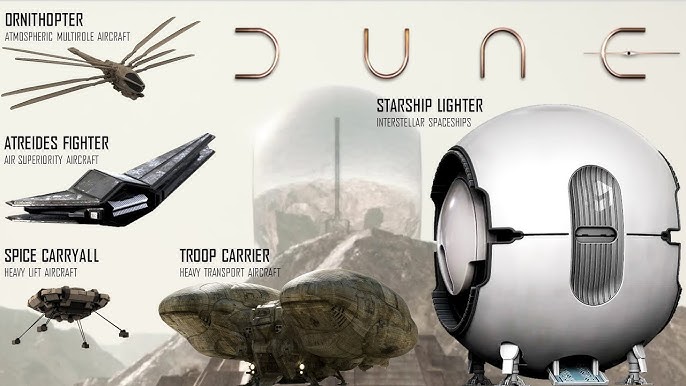 ORNITHOPTER
ATMOSPHERIC MULTIROLE AIRCRAFT
DUNE
STARSHIP LIGHTER
INTERSTELLAR SPACESHIPS
ATREIDES FIGHTER
AIR SUPERIORITY AIRCRAFT
SPICE CARRYALL
HEAVY LIFT AIRCRAFT
TROOP CARRIER
HEAVY TRANSPORT AIRCRAFT